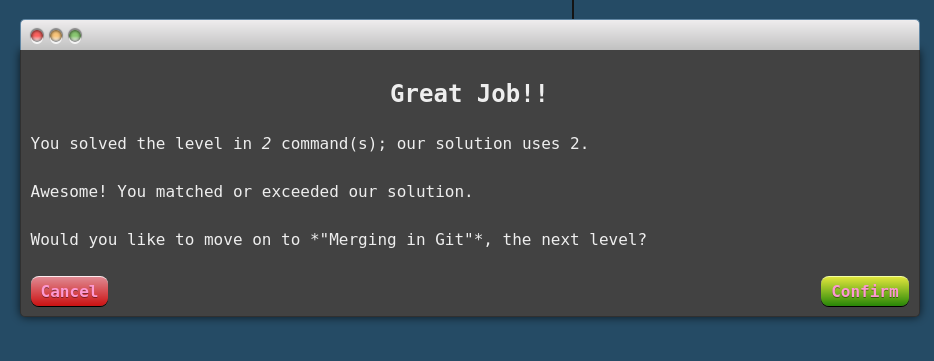 Great Job!!
You solved the level in 2 command(s); our solution uses 2.
Awesome! You matched or exceeded our solution.
Would you like to move on to *"Merging in Git"*, the next level?
Cancel
Confirm